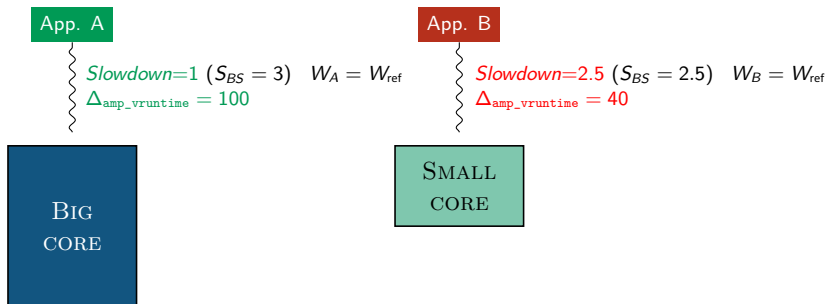 App. A
App. B
Slowdown=1 (S_BS = 3) W_A = W_ref
Δ_amp_vruntime = 100
Slowdown=2.5 (S_BS = 2.5) W_B = W_ref
Δ_amp_vruntime = 40
BIG
CORE
SMALL
CORE